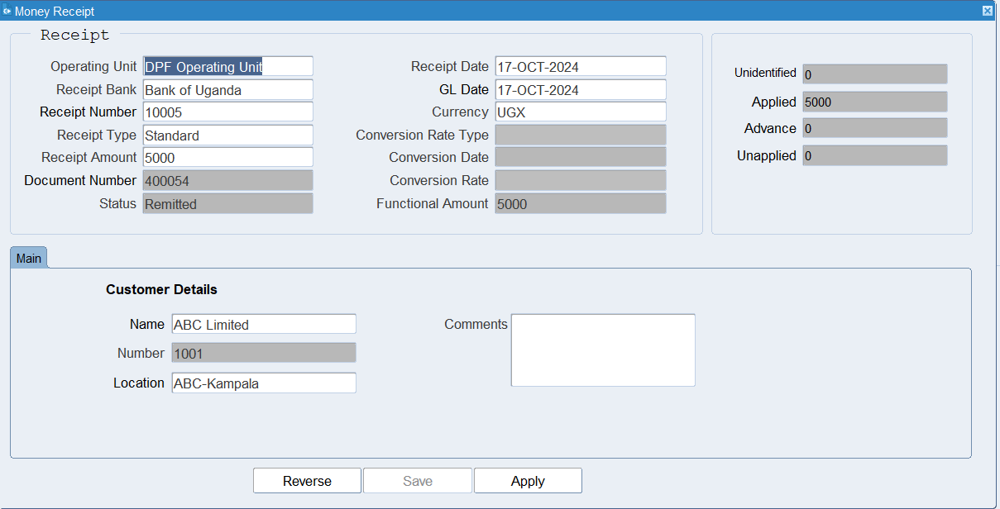 Money Receipt
Receipt
Operating Unit DPF Operating Unit
Receipt Bank Bank of Uganda
Receipt Number 10005
Receipt Type Standard
Receipt Amount 5000
Document Number 400054
Status Remitted
Receipt Date 17-OCT-2024
GL Date 17-OCT-2024
Currency UGX
Conversion Rate Type
Conversion Date
Conversion Rate
Functional Amount 5000
Unidentified 0
Applied 5000
Advance 0
Unapplied 0
Main
Customer Details
Name ABC Limited
Number 1001
Location ABC-Kampala
Comments
Reverse Save Apply